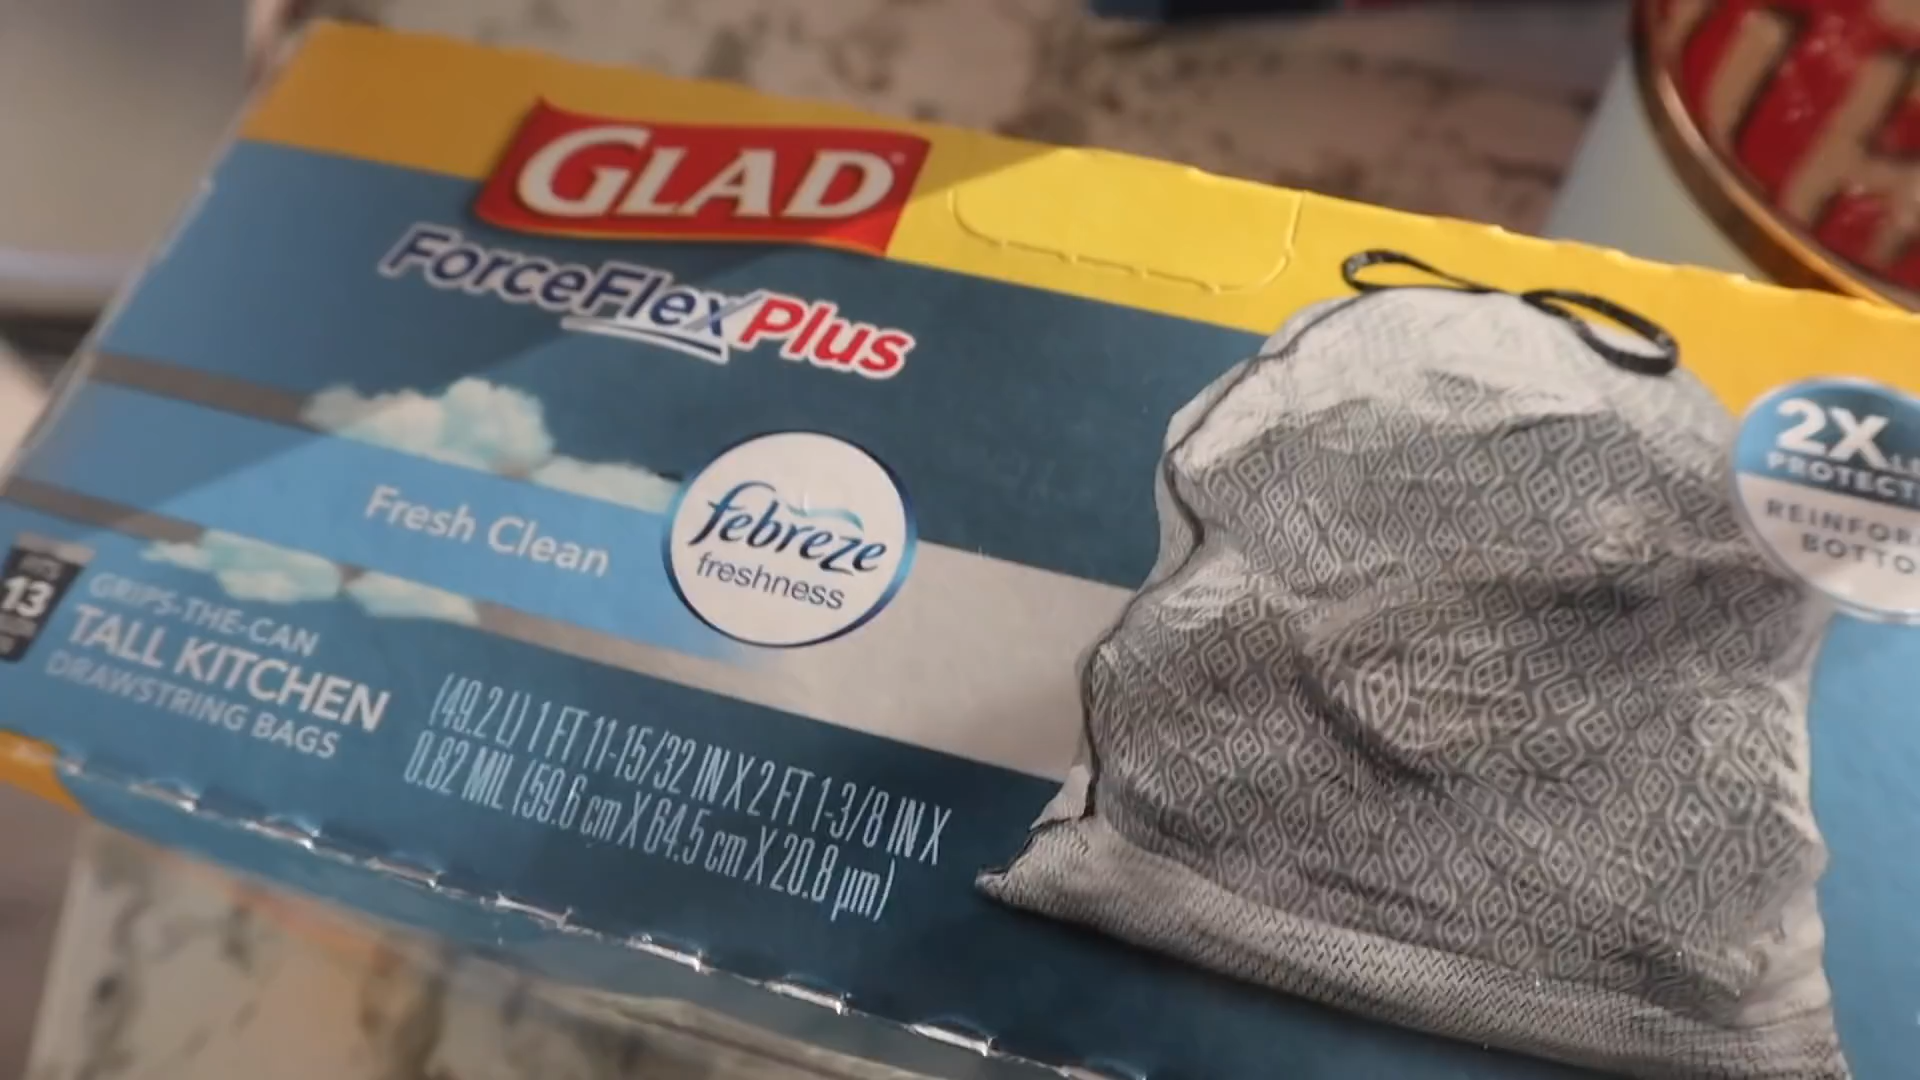 GLAD
ForceFlexPlus
Fresh Clean
febreze
freshness
13
GRIPS-THE-CAN
TALL KITCHEN
DRAWSTRING BAGS
(49.2 L) 1 FT 11-15/32 IN X 2 FT 1-3/8 IN X
0.82 MIL (59.6 cm X 64.5 cm X 20.8 µm)
2X